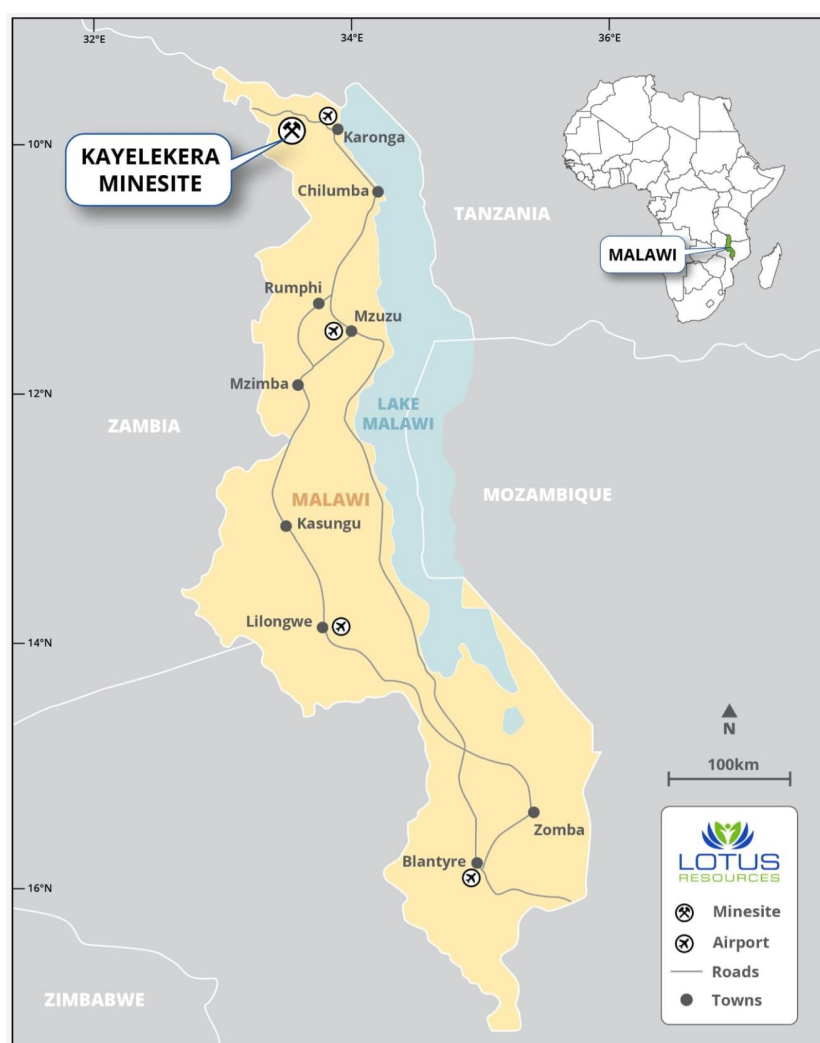 32°E
34°E
36°E
10°N
KAYELEKERA
MINESITE
Karonga
Chilumba
TANZANIA
MALAWI
Rumphi
Mzuzu
Mzimba
12°N
ZAMBIA
LAKE
MALAWI
MALAWI
MOZAMBIQUE
Kasungu
Lilongwe
14°N
N
100km
Zomba
Blantyre
16°N
ZIMBABWE
LOTUS
RESOURCES
Minesite
Airport
Roads
Towns